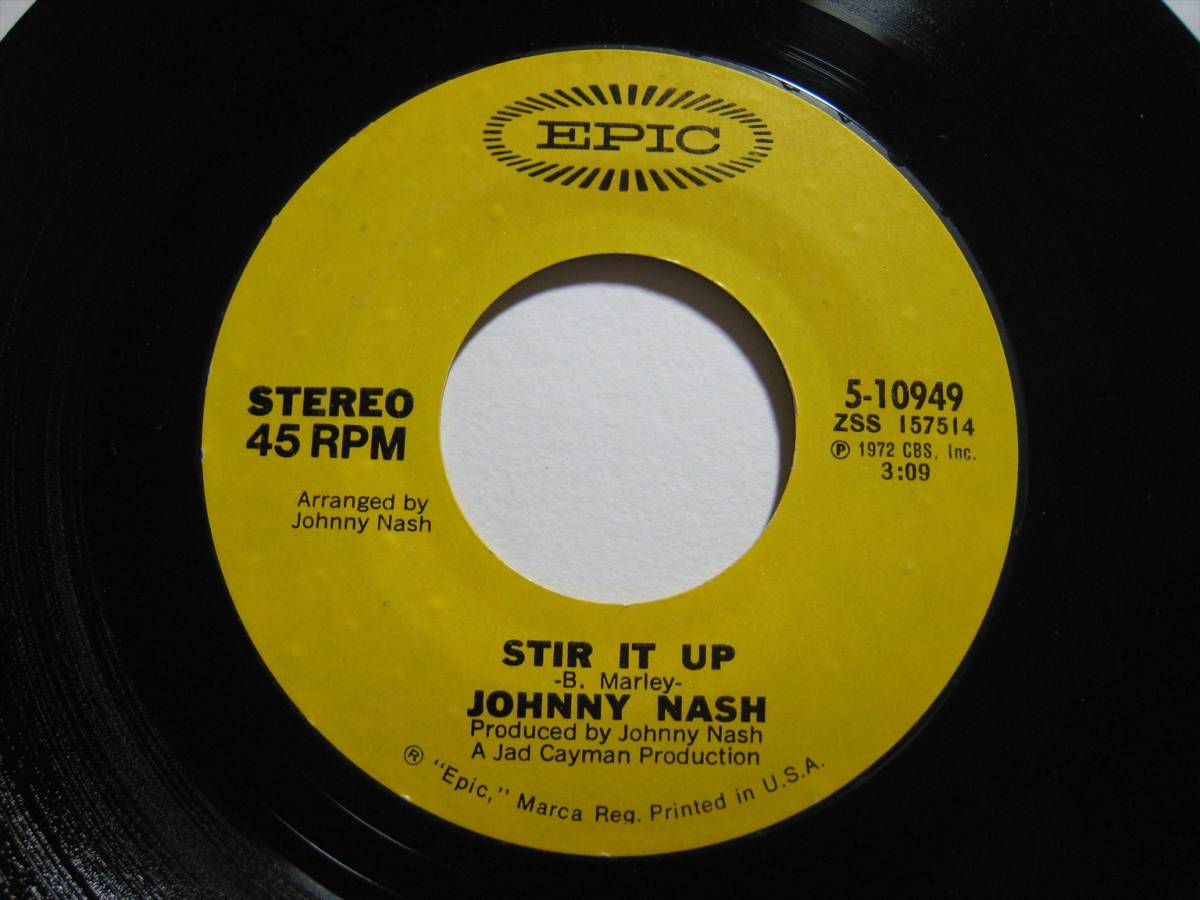 EPIC
STEREO
45 RPM
Arranged by
Johnny Nash
5-10949
ZSS 157514
Ⓟ 1972 CBS, Inc.
3:09
STIR IT UP
-B. Marley-
JOHNNY NASH
Produced by Johnny Nash
A Jad Cayman Production
® "Epic," Marca Reg. Printed in U.S.A.